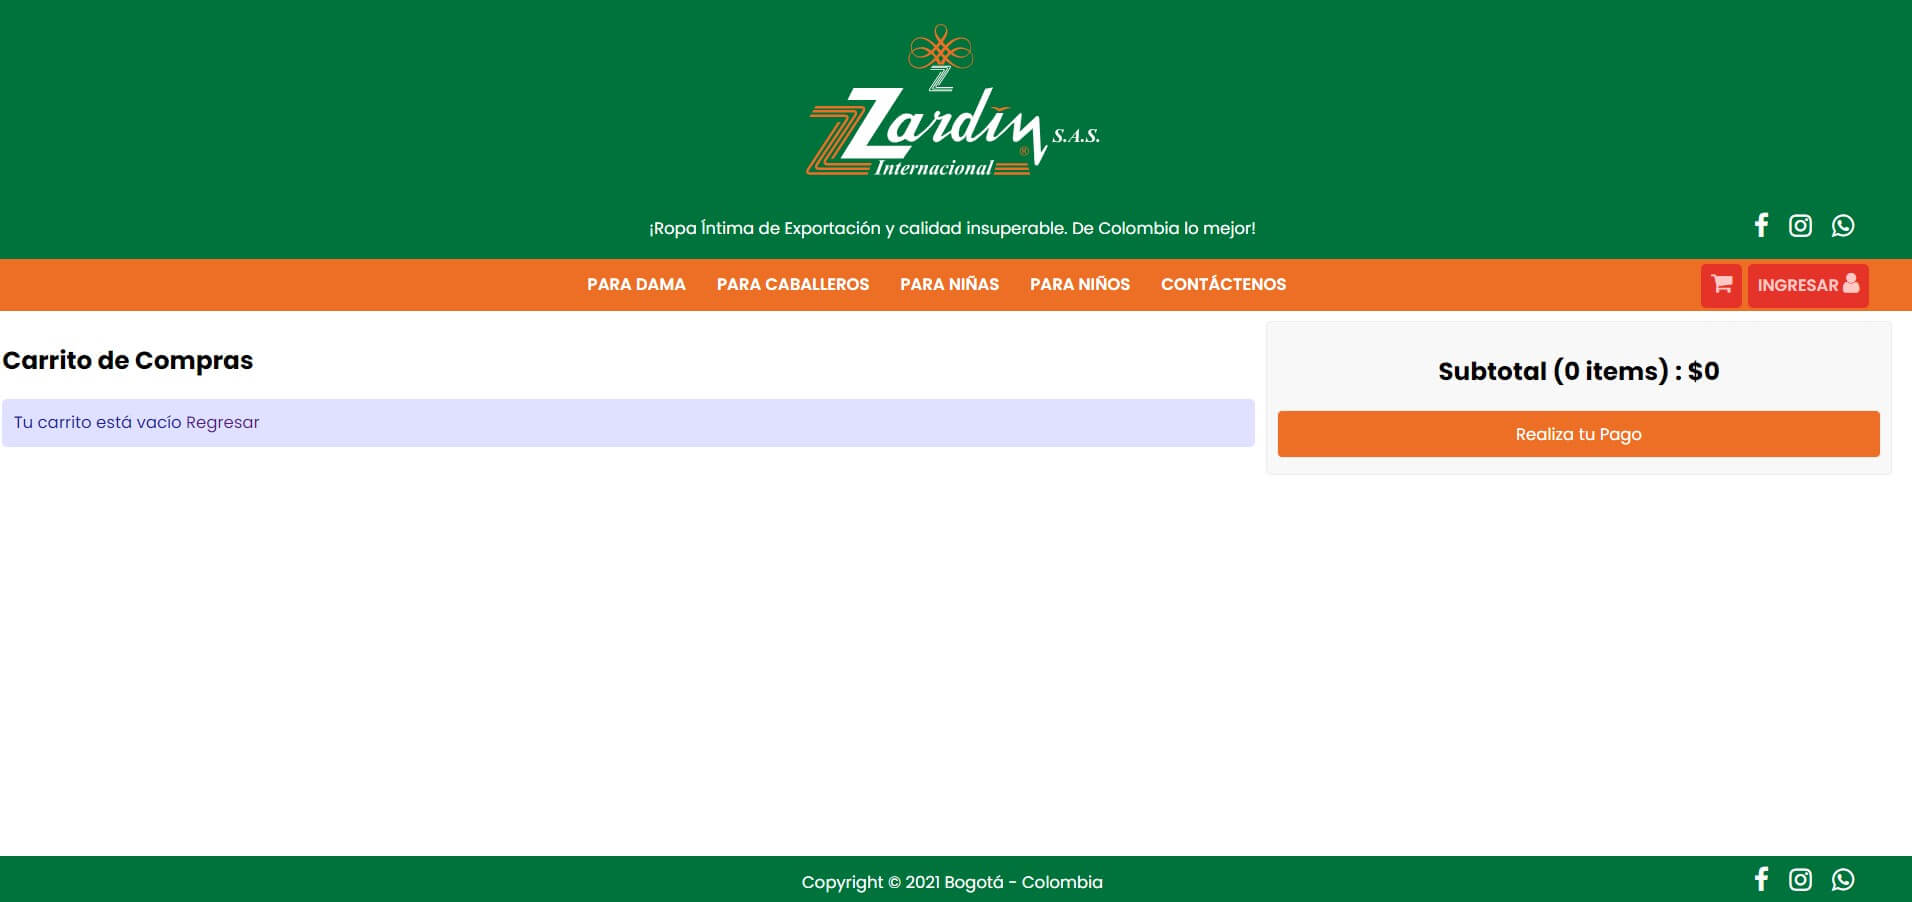 Z
Zardin S.A.S.
®
Internacional
¡Ropa Íntima de Exportación y calidad insuperable. De Colombia lo mejor!
PARA DAMA PARA CABALLEROS PARA NIÑAS PARA NIÑOS CONTÁCTENOS INGRESAR
Carrito de Compras
Tu carrito está vacío Regresar
Subtotal (0 items) : $0
Realiza tu Pago
Copyright © 2021 Bogotá - Colombia